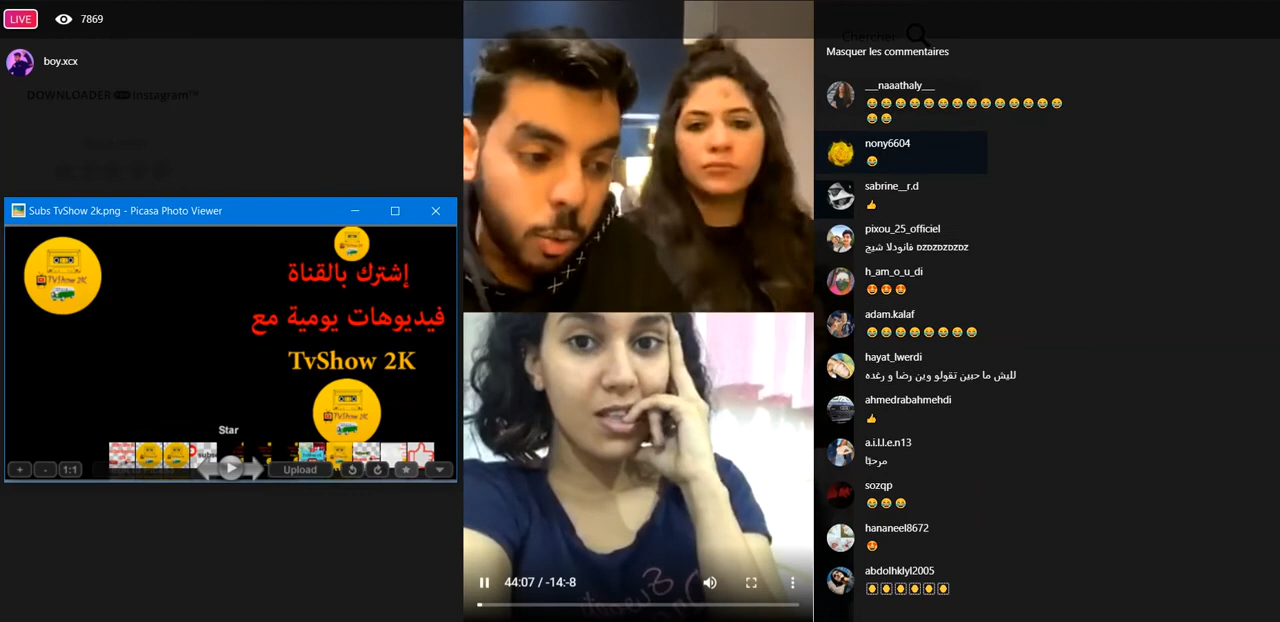 LIVE
7869
boy.xcx
DOWNLOADER Instagram™
Subs TvShow 2k.png - Picasa Photo Viewer
TvShow 2K
إشترك بالقناة
فيديوهات يومية مع
TvShow 2K
Star
+ - 1:1
Upload
44:07 / -14:-8
Chercher
Masquer les commentaires
__naaathaly__
😂😂😂😂😂😂😂😂😂😂😂😂😂😂
😂😂
nony6604
😂
sabrine__r.d
👍
pixou_25_officiel
فانودلا شيخ DZDZDZDZDZ
h_am_o_u_di
😍😍😍
adam.kalaf
😂😂😂😂😂😂😂😂
hayat_lwerdi
لليش ما حبين تقولو وين رضا و رغده
ahmedrabahmehdi
👍
a.i.l.l.e.n13
مرحبًا
sozqp
😂😂😂
hananeel8672
😍
abdolhklyl2005